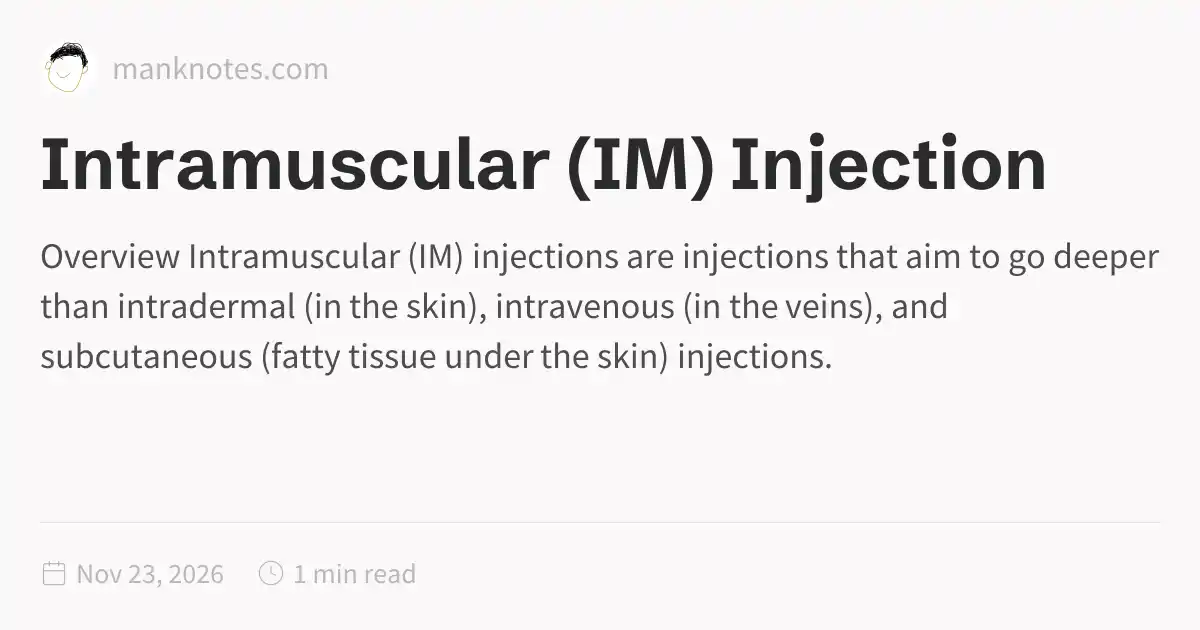 manknotes.com
Intramuscular (IM) Injection
Overview Intramuscular (IM) injections are injections that aim to go deeper
than intradermal (in the skin), intravenous (in the veins), and
subcutaneous (fatty tissue under the skin) injections.
Nov 23, 2026 1 min read